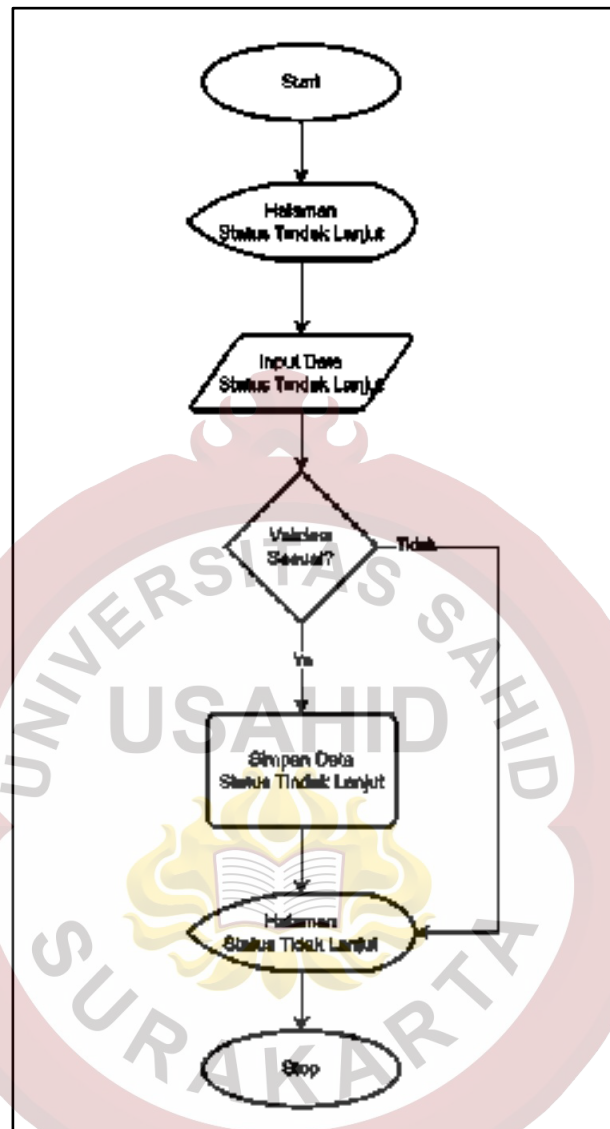 Start
Halaman
Status Tindak Lanjut
Input Data
Status Tindak Lanjut
Validasi
Sesuai?
Tidak
Ya
Simpan Data
Status Tindak Lanjut
Halaman
Status Tidak Lanjut
Stop
UNIVERSITAS SAHID
USAHID
SURAKARTA